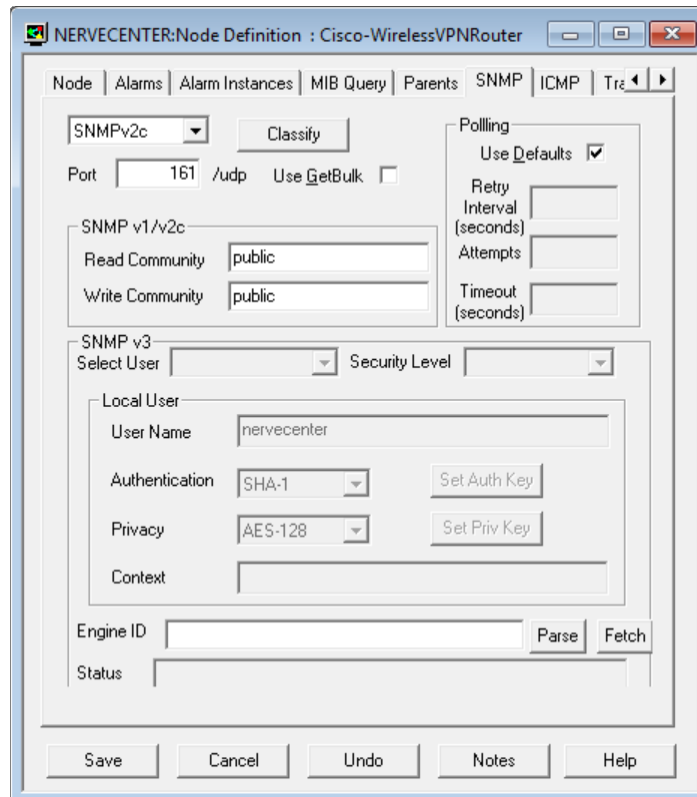 NERVECENTER:Node Definition : Cisco-WirelessVPNRouter
Node Alarms Alarm Instances MIB Query Parents SNMP ICMP Tra
SNMPv2c Classify
Port 161 /udp Use GetBulk
Pollling
Use Defaults
Retry
Interval
(seconds)
Attempts
Timeout
(seconds)
SNMP v1/v2c
Read Community public
Write Community public
SNMP v3
Select User Security Level
Local User
User Name nervecenter
Authentication SHA-1 Set Auth Key
Privacy AES-128 Set Priv Key
Context
Engine ID Parse Fetch
Status
Save Cancel Undo Notes Help